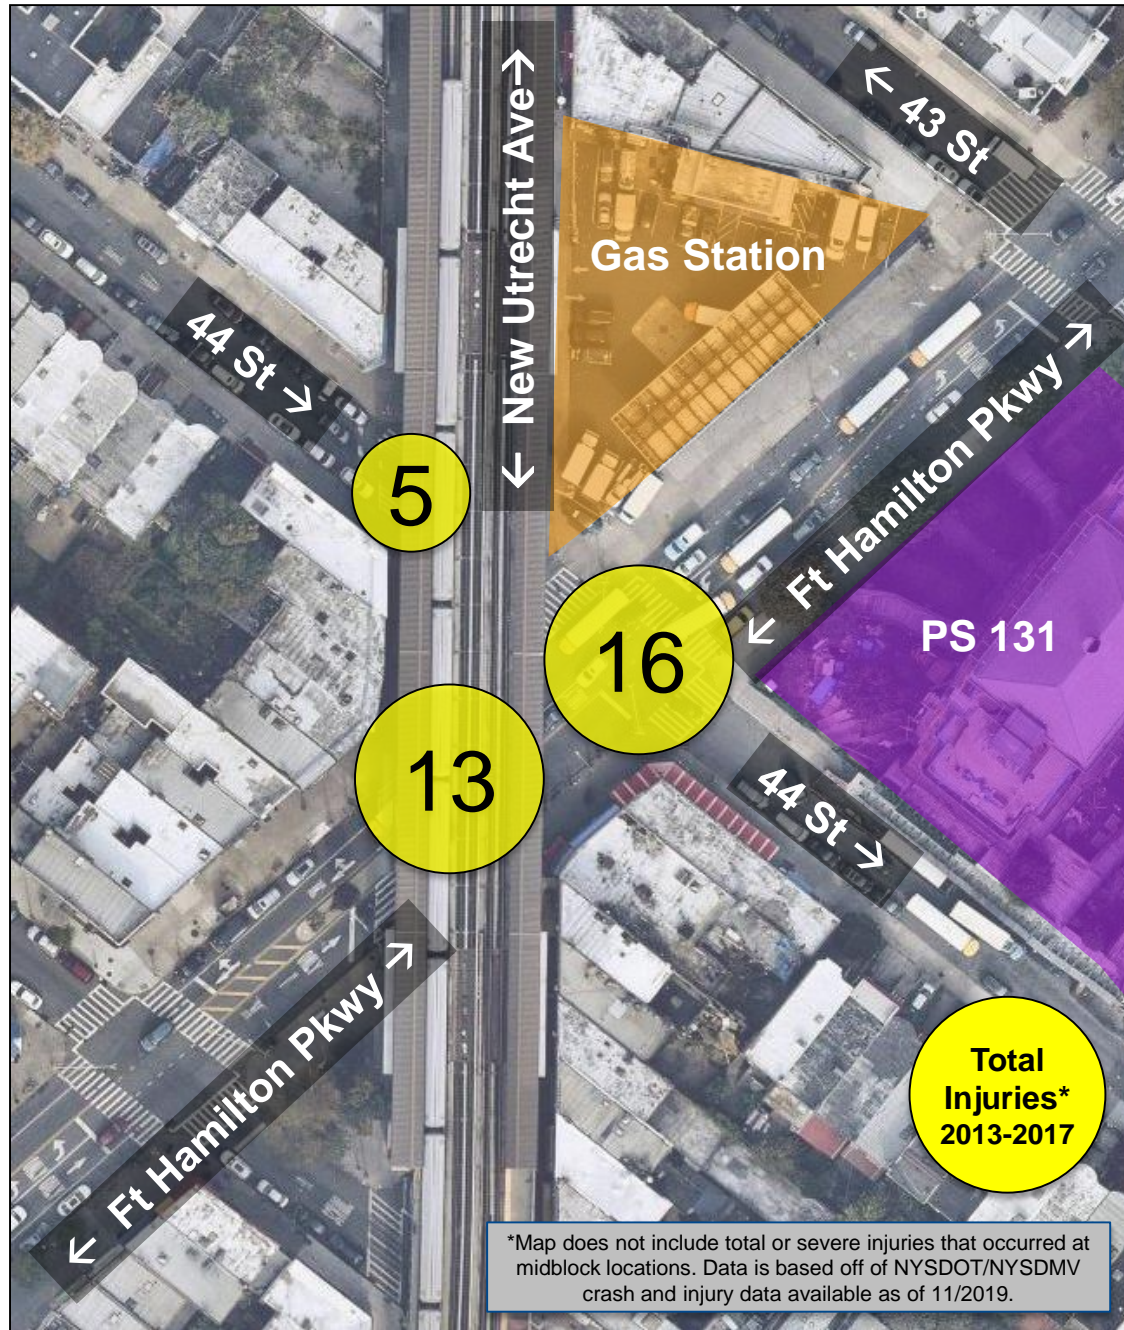 ← New Utrecht Ave→
← 43 St
Gas Station
44 St →
← Ft Hamilton Pkwy →
5
16
PS 131
13
44 St →
← Ft Hamilton Pkwy →
Total
Injuries*
2013-2017
*Map does not include total or severe injuries that occurred at
midblock locations. Data is based off of NYSDOT/NYSDMV
crash and injury data available as of 11/2019.